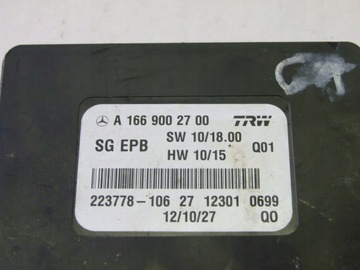 A 166 900 27 00 TRW
SG EPB SW 10/18.00 Q01
HW 10/15
223778-106 27 12301 0699
12/10/27 QO